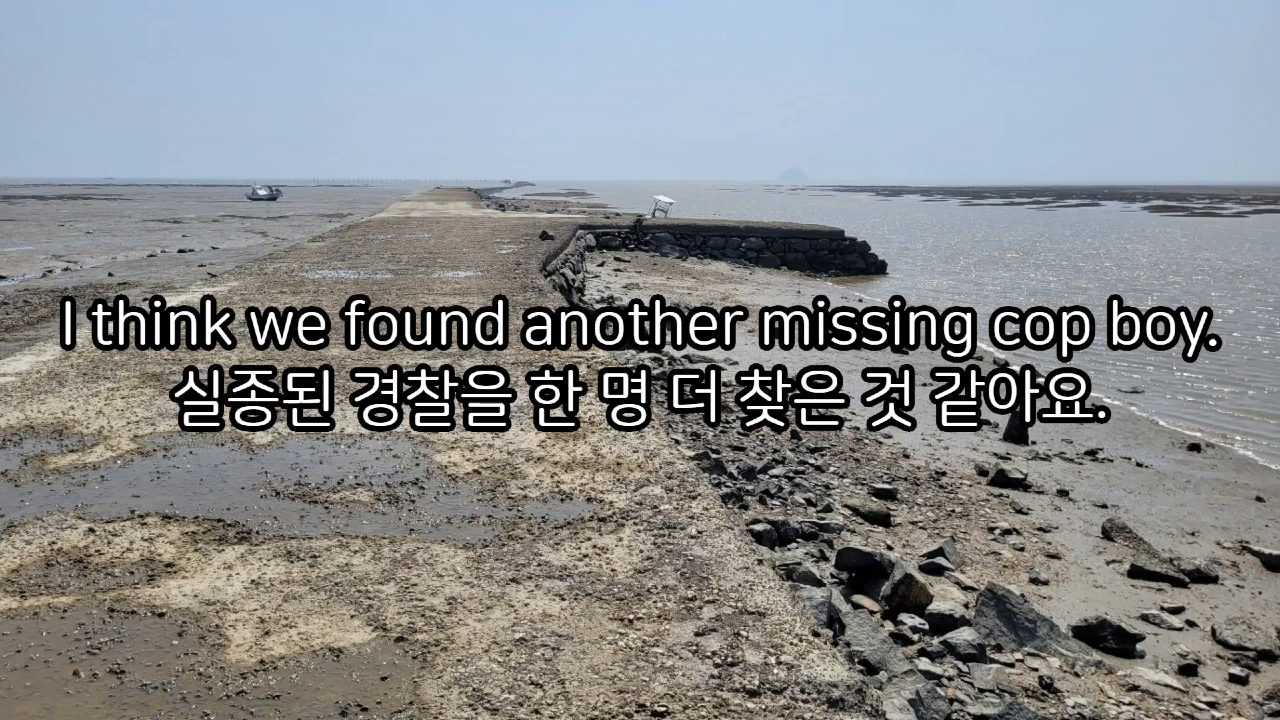 I think we found another missing cop boy.
실종된 경찰을 한 명 더 찾은 것 같아요.